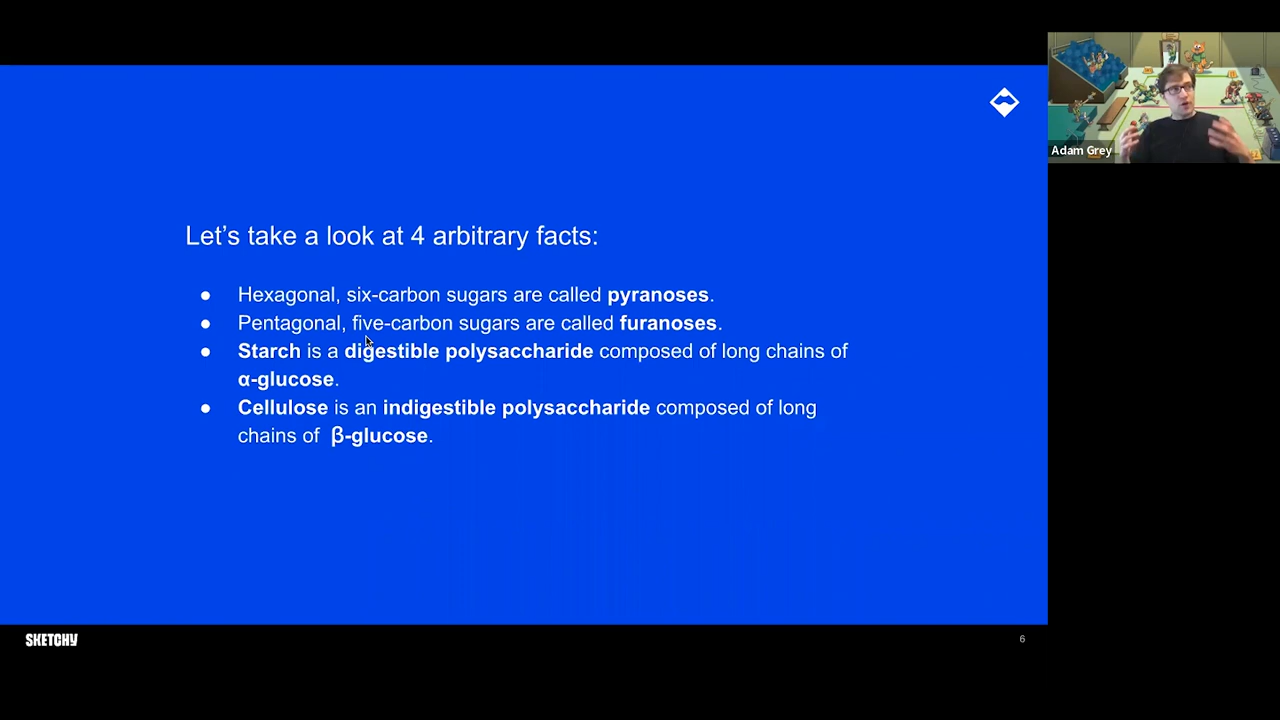 Adam Grey
Let's take a look at 4 arbitrary facts:
● Hexagonal, six-carbon sugars are called pyranoses.
● Pentagonal, five-carbon sugars are called furanoses.
● Starch is a digestible polysaccharide composed of long chains of
α-glucose.
● Cellulose is an indigestible polysaccharide composed of long
chains of β-glucose.
SKETCHY
6